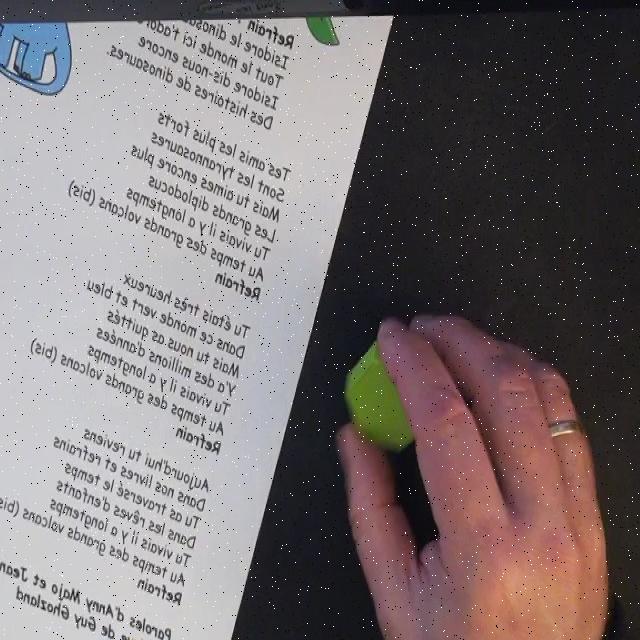 Refrain
Isidore le
Tout le monde ici t'adore
Isidore dis-nous encore
Des histoires de dinosaures.
Tes amis les plus forts
Sont les tyrannosaures
Mais tu aimes encore plus
Les grands diplodocus
Tu vivais il y a longtemps
Au temps des grands volcans (bis)
Refrain
Tu étais très heureux
Dans ce monde vert et bleu
Mais tu nous as quittés
Y'a des millions d'années
Tu vivais il y a longtemps
Au temps des grands volcans (bis)
Refrain
Aujourd'hui tu reviens
Dans nos livres et refrains
Tu as traversé le temps
Dans les rêves d'enfants
Tu vivais il y a longtemps
Au temps des grands volcans (bis
Refrain
Paroles d'Anny Majo et Jean
de Guy Ghozland